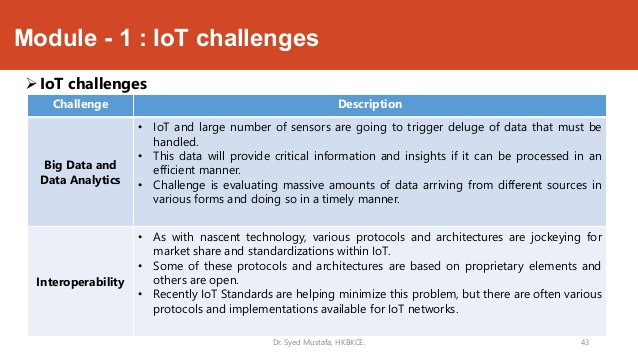 Module - 1 : IoT challenges
➢ IoT challenges
Challenge Description
Big Data and
Data Analytics
• IoT and large number of sensors are going to trigger deluge of data that must be
handled.
• This data will provide critical information and insights if it can be processed in an
efficient manner.
• Challenge is evaluating massive amounts of data arriving from different sources in
various forms and doing so in a timely manner.
Interoperability
• As with nascent technology, various protocols and architectures are jockeying for
market share and standardizations within IoT.
• Some of these protocols and architectures are based on proprietary elements and
others are open.
• Recently IoT Standards are helping minimize this problem, but there are often various
protocols and implementations available for IoT networks.
Dr. Syed Mustafa, HKBKCE. 43